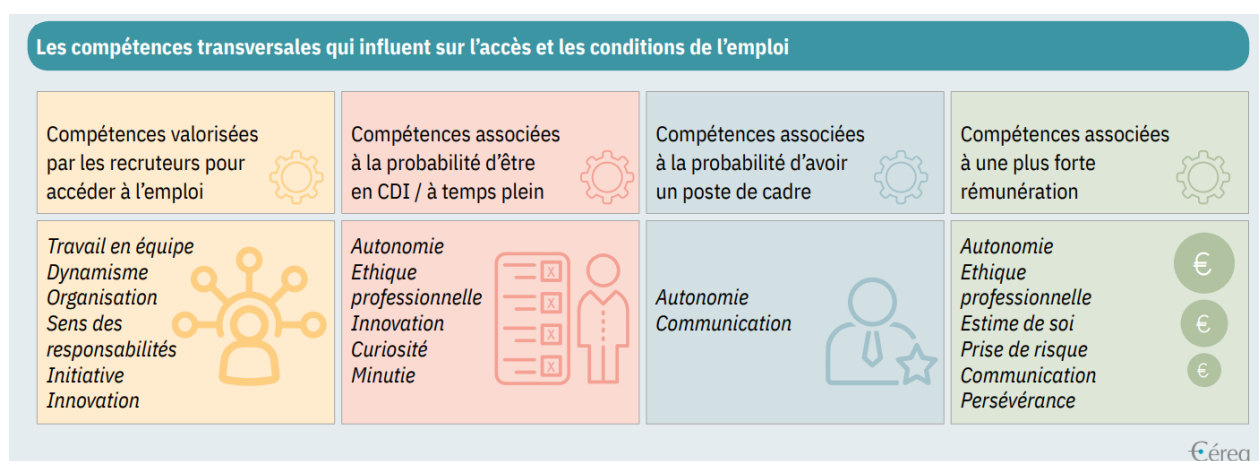 Les compétences transversales qui influent sur l'accès et les conditions de l'emploi
Compétences valorisées
par les recruteurs pour
accéder à l'emploi
Compétences associées
à la probabilité d'être
en CDI / à temps plein
Compétences associées
à la probabilité d'avoir
un poste de cadre
Compétences associées
à une plus forte
rémunération
Travail en équipe
Dynamisme
Organisation
Sens des
responsabilités
Initiative
Innovation
Autonomie
Ethique
professionnelle
Innovation
Curiosité
Minutie
X
X
X
X
Autonomie
Communication
Autonomie
Ethique
professionnelle
Estime de soi
Prise de risque
Communication
Persévérance
€
€
€
Céreq